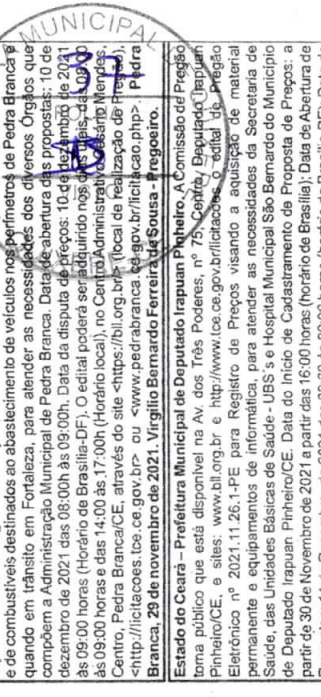 e de combustíveis destinados ao abastecimento de veículos nos perímetros de Pedra Branca e
quando em trânsito em Fortaleza, para atender as necessidades dos diversos Órgãos que
compõem a Administração Municipal de Pedra Branca. Data de abertura das propostas: 10 de
dezembro de 2021 das 08:00h às 09:00h. Data da disputa de preços: 10 de dezembro de 2021
às 09:00 horas (Horário de Brasília-DF). O edital poderá ser adquirido nos dias úteis, das 08:00
às 09:00 horas e das 14:00 às 17:00h (Horário local), no Centro Administrativo Cesário Mendes,
Centro, Pedra Branca/CE, através do site <https://bll.org.br/> (local de realização de Pregão),
<http://licitacoes.tce.ce.gov.br> ou <www.pedrabranca.ce.gov.br/licitacao.php>. Pedra
Branca, 29 de novembro de 2021. Virgilio Bernardo Ferreira de Sousa - Pregoeiro.
Estado do Ceará – Prefeitura Municipal de Deputado Irapuan Pinheiro. A Comissão de Pregão
torna público que está disponível na Av. dos Três Poderes, nº 75, Centro, Deputado Irapuan
Pinheiro/CE, e sites: www.bll.org.br e http://www.tce.ce.gov.br/licitacoes o edital de Pregão
Eletrônico nº 2021.11.26.1-PE para Registro de Preços visando a aquisição de material
permanente e equipamentos de informática, para atender as necessidades da Secretaria de
Saúde, das Unidades Básicas de Saúde - UBS´s e Hospital Municipal São Bernardo do Município
de Deputado Irapuan Pinheiro/CE. Data do Início de Cadastramento de Proposta de Preços: a
partir de 30 de Novembro de 2021 a partir das 16:00 horas (horário de Brasília); Data de Abertura de
MUNICIPAL